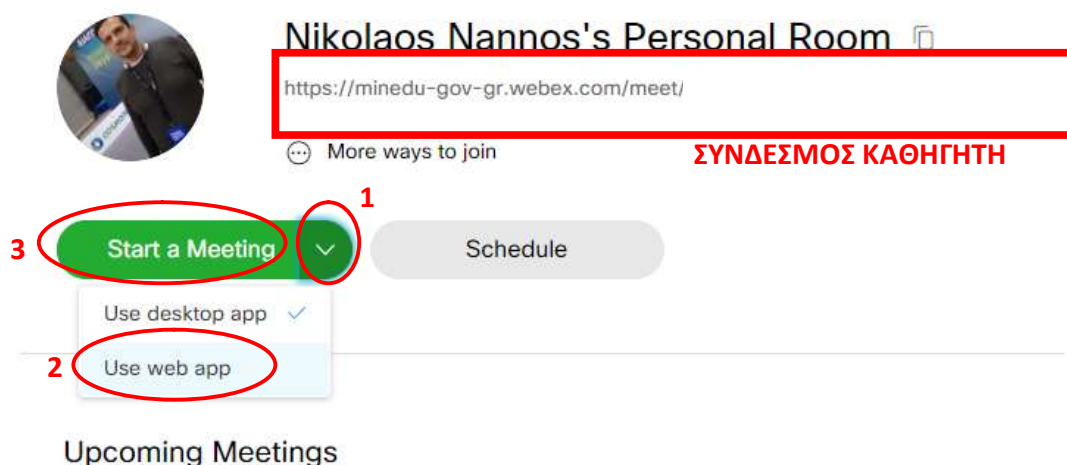 Nikolaos Nannos's Personal Room
https://minedu-gov-gr.webex.com/meet/
More ways to join
ΣΥΝΔΕΣΜΟΣ ΚΑΘΗΓΗΤΗ
1
3 Start a Meeting Schedule
Use desktop app
2 Use web app
Upcoming Meetings